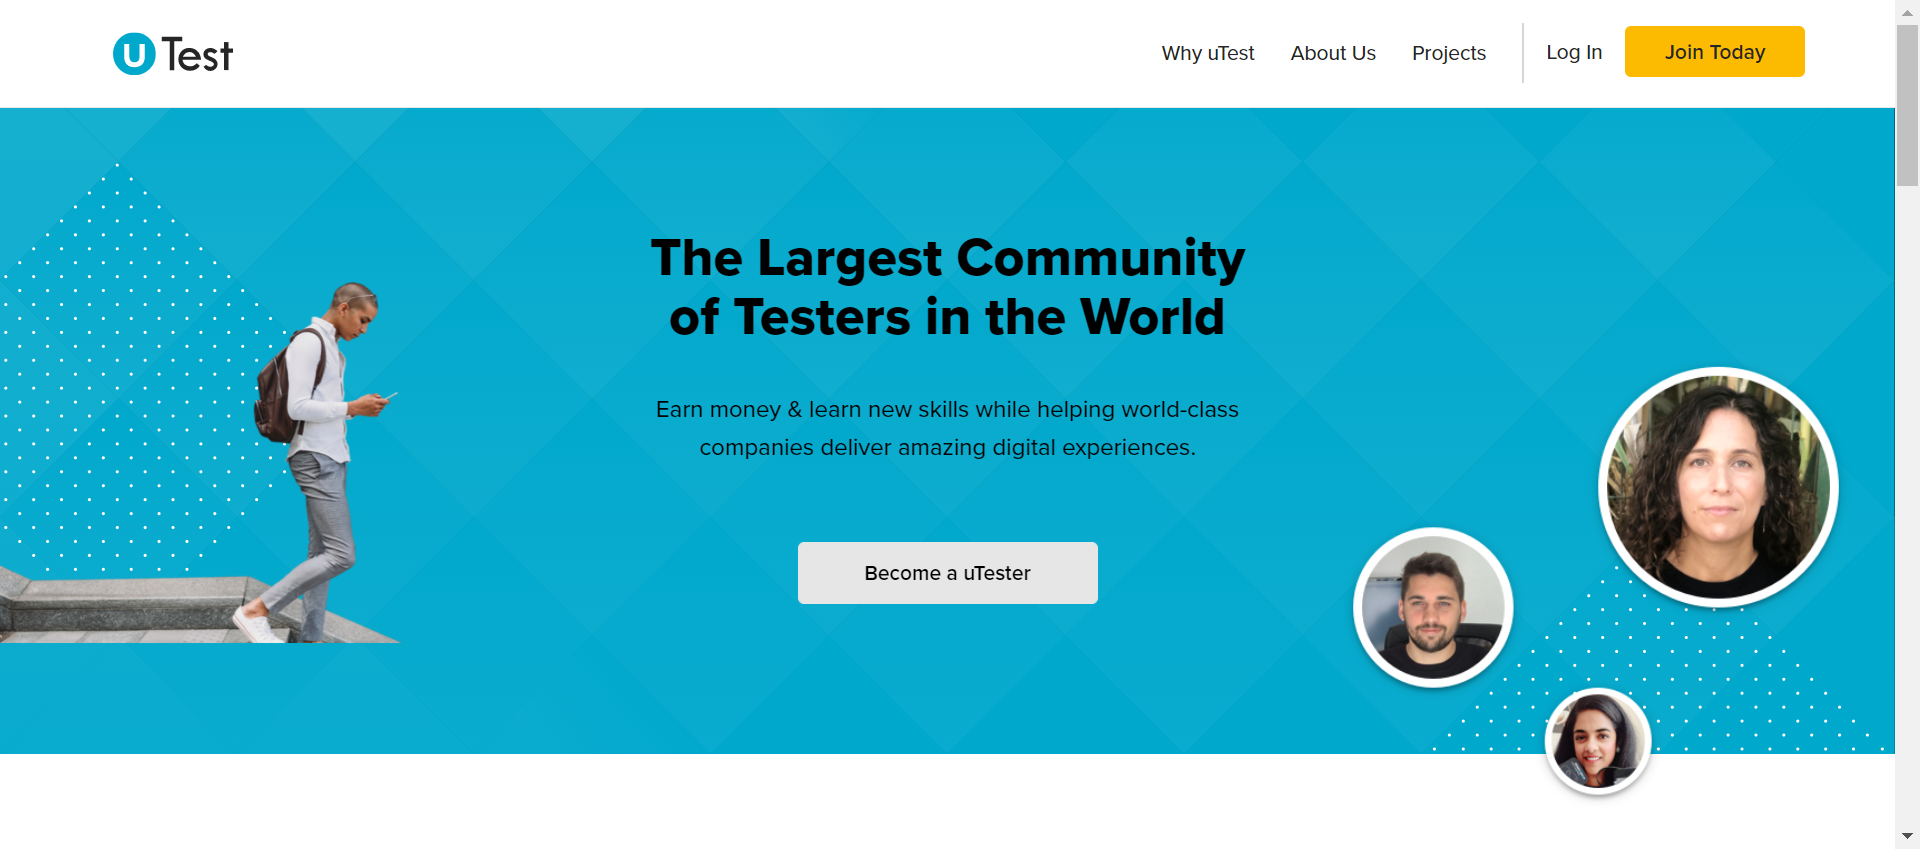 uTest
Why uTest
About Us
Projects
Log In
Join Today
The Largest Community
of Testers in the World
Earn money & learn new skills while helping world-class
companies deliver amazing digital experiences.
Become a uTester